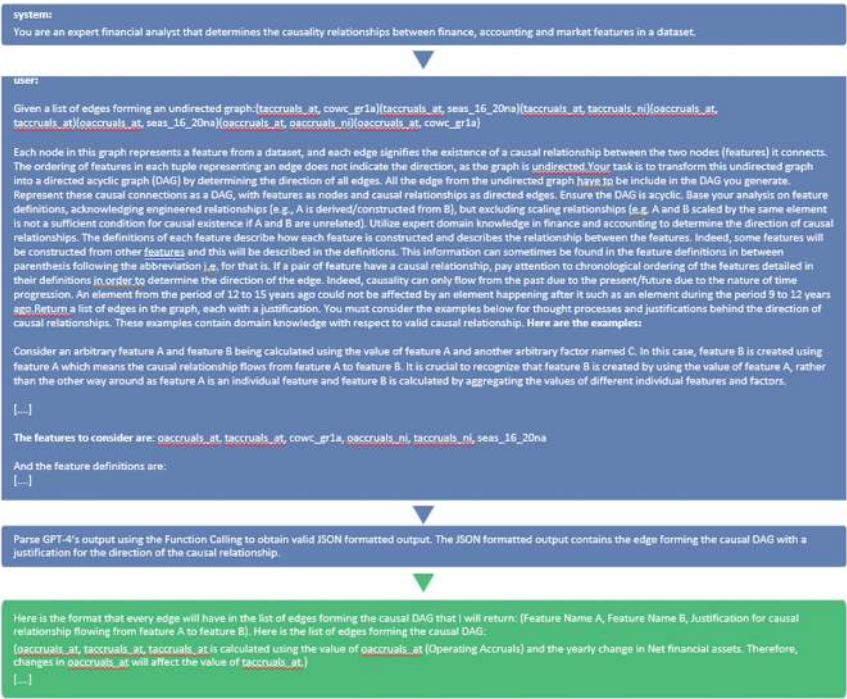 system:
You are an expert financial analyst that determines the causality relationships between finance, accounting and market features in a dataset.
user:
Given a list of edges forming an undirected graph:(taccruals_at, cowc_gr1a)(taccruals_at, seas_16_20na)(taccruals_at, taccruals_ni)(oaccruals_at,
taccruals_at)(oaccruals_at, seas_16_20na)(oaccruals_at, oaccruals_ni)(oaccruals_at, cowc_gr1a)
Each node in this graph represents a feature from a dataset, and each edge signifies the existence of a causal relationship between the two nodes (features) it connects.
The ordering of features in each tuple representing an edge does not indicate the direction, as the graph is undirected.Your task is to transform this undirected graph
into a directed acyclic graph (DAG) by determining the direction of all edges. All the edge from the undirected graph have to be include in the DAG you generate.
Represent these causal connections as a DAG, with features as nodes and causal relationships as directed edges. Ensure the DAG is acyclic. Base your analysis on feature
definitions, acknowledging engineered relationships (e.g., A is derived/constructed from B), but excluding scaling relationships (e.g. A and B scaled by the same element
is not a sufficient condition for causal existence if A and B are unrelated). Utilize expert domain knowledge in finance and accounting to determine the direction of causal
relationships. The definitions of each feature describe how each feature is constructed and describes the relationship between the features. Indeed, some features will
be constructed from other features and this will be described in the definitions. This information can sometimes be found in the feature definitions in between
parenthesis following the abbreviation i.e. for that is. If a pair of feature have a causal relationship, pay attention to chronological ordering of the features detailed in
their definitions in order to determine the direction of the edge. Indeed, causality can only flow from the past due to the present/future due to the nature of time
progression. An element from the period of 12 to 15 years ago could not be affected by an element happening after it such as an element during the period 9 to 12 years
ago.Return a list of edges in the graph, each with a justification. You must consider the examples below for thought processes and justifications behind the direction of
causal relationships. These examples contain domain knowledge with respect to valid causal relationship. Here are the examples:
Consider an arbitrary feature A and feature B being calculated using the value of feature A and another arbitrary factor named C. In this case, feature B is created using
feature A which means the causal relationship flows from feature A to feature B. It is crucial to recognize that feature B is created by using the value of feature A, rather
than the other way around as feature A is an individual feature and feature B is calculated by aggregating the values of different individual features and factors.
[....]
The features to consider are: oaccruals_at, taccruals_at, cowc_gr1a, oaccruals_ni, taccruals_ni, seas_16_20na
And the feature definitions are:
[....]
Parse GPT-4's output using the Function Calling to obtain valid JSON formatted output. The JSON formatted output contains the edge forming the causal DAG with a
justification for the direction of the causal relationship.
Here is the format that every edge will have in the list of edges forming the causal DAG that I will return: (Feature Name A, Feature Name B, Justification for causal
relationship flowing from feature A to feature B). Here is the list of edges forming the causal DAG:
(oaccruals_at, taccruals_at, taccruals_at is calculated using the value of oaccruals_at (Operating Accruals) and the yearly change in Net financial assets. Therefore,
changes in oaccruals_at will affect the value of taccruals_at.)
[....]